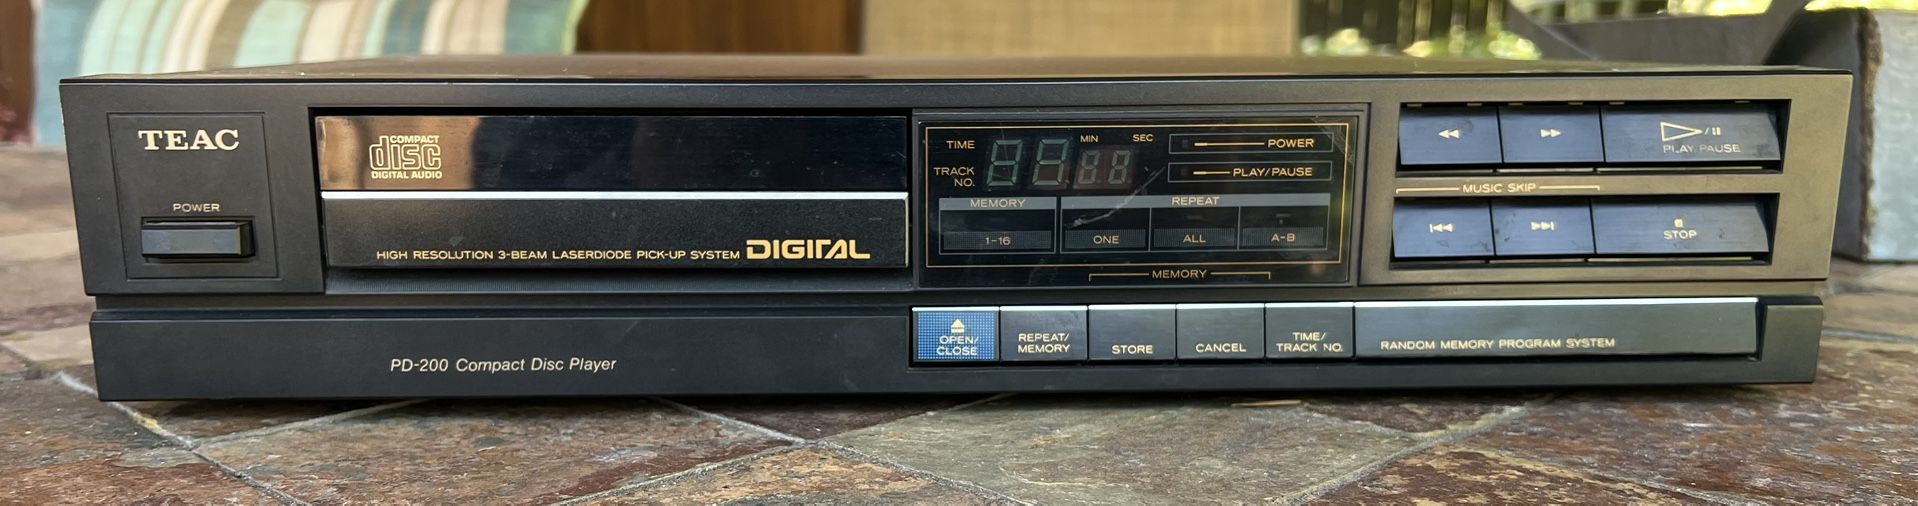 TEAC
POWER
COMPACT
disc
DIGITAL AUDIO
HIGH RESOLUTION 3-BEAM LASERDIODE PICK-UP SYSTEM DIGITAL
TIME
MIN
SEC
TRACK
NO.
POWER
PLAY/PAUSE
MEMORY
REPEAT
1-16
ONE
ALL
A-B
MEMORY
PLAY/PAUSE
MUSIC SKIP
STOP
OPEN/
CLOSE
REPEAT/
MEMORY
STORE
CANCEL
TIME/
TRACK NO.
RANDOM MEMORY PROGRAM SYSTEM
PD-200 Compact Disc Player